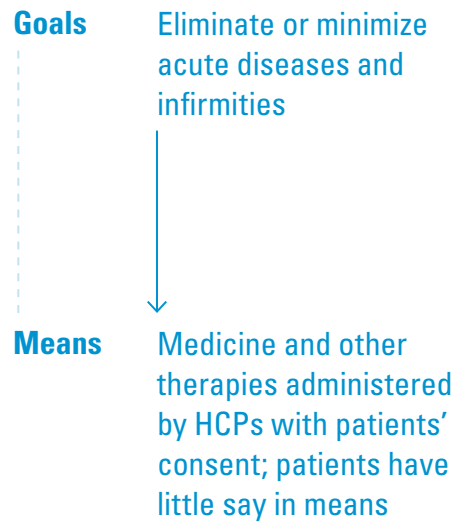 Goals
Eliminate or minimize
acute diseases and
infirmities
Means
Medicine and other
therapies administered
by HCPs with patients’
consent; patients have
little say in means